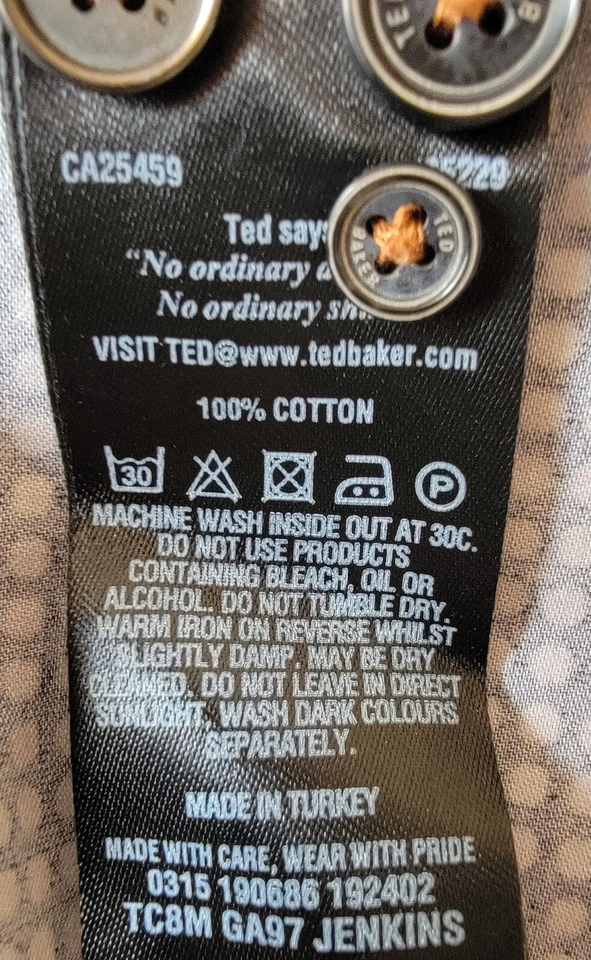 CA25459
Ted says
"No ordinary
No ordinary
VISIT TED@www.tedbaker.com
100% COTTON
30 P
MACHINE WASH INSIDE OUT AT 30C.
DO NOT USE PRODUCTS
CONTAINING BLEACH, OIL OR
ALCOHOL. DO NOT TUMBLE DRY.
WARM IRON ON REVERSE WHILST
SLIGHTLY DAMP. MAY BE DRY
CLEANED. DO NOT LEAVE IN DIRECT
SUNLIGHT. WASH DARK COLOURS
SEPARATELY.
MADE IN TURKEY
MADE WITH CARE, WEAR WITH PRIDE
0315 190686 192402
TC8M GA97 JENKINS
TED BAKER